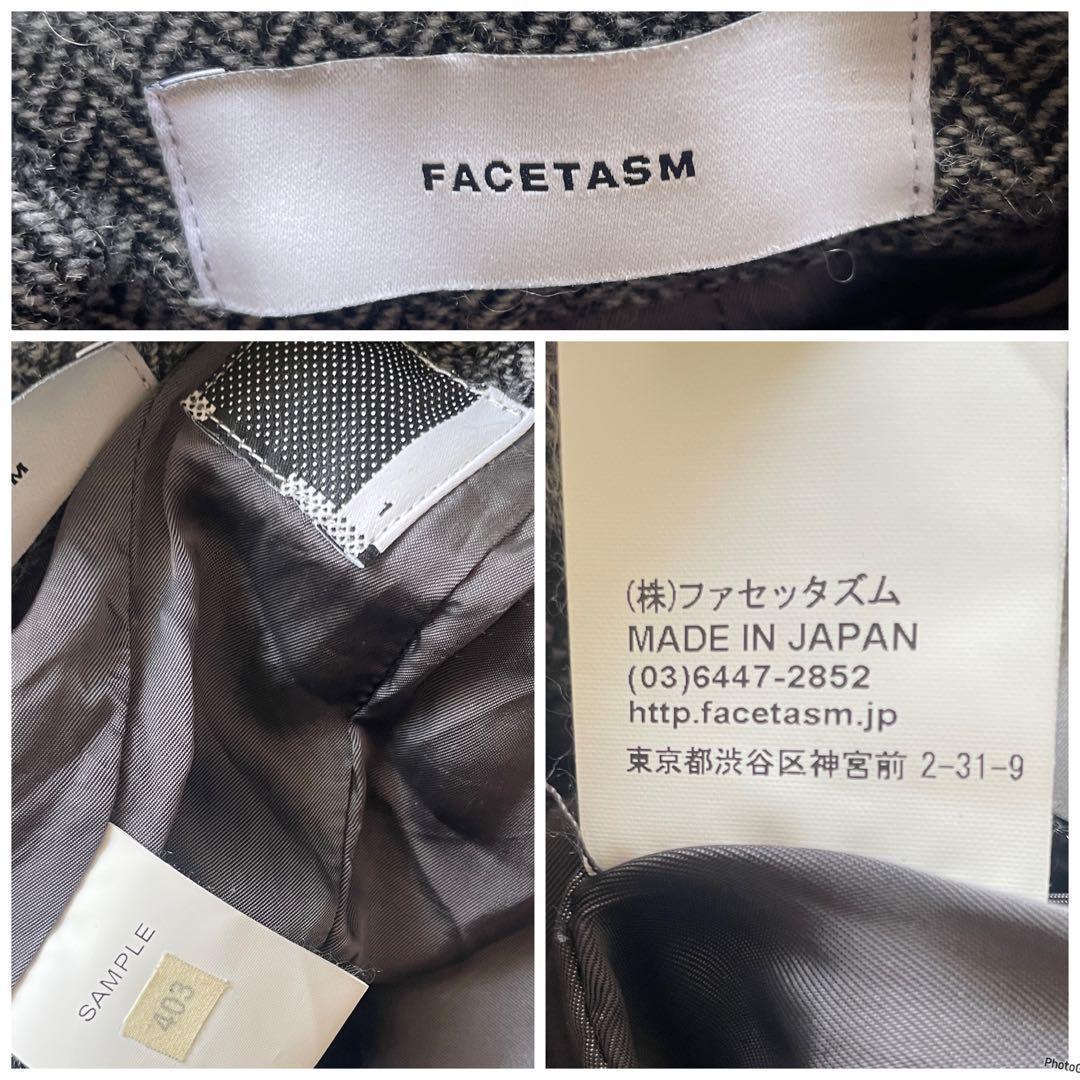 FACETASM
SM
1
SAMPLE
403
(株)ファセッタズム
MADE IN JAPAN
(03)6447-2852
http.facetasm.jp
東京都渋谷区神宮前 2-31-9
PhotoG